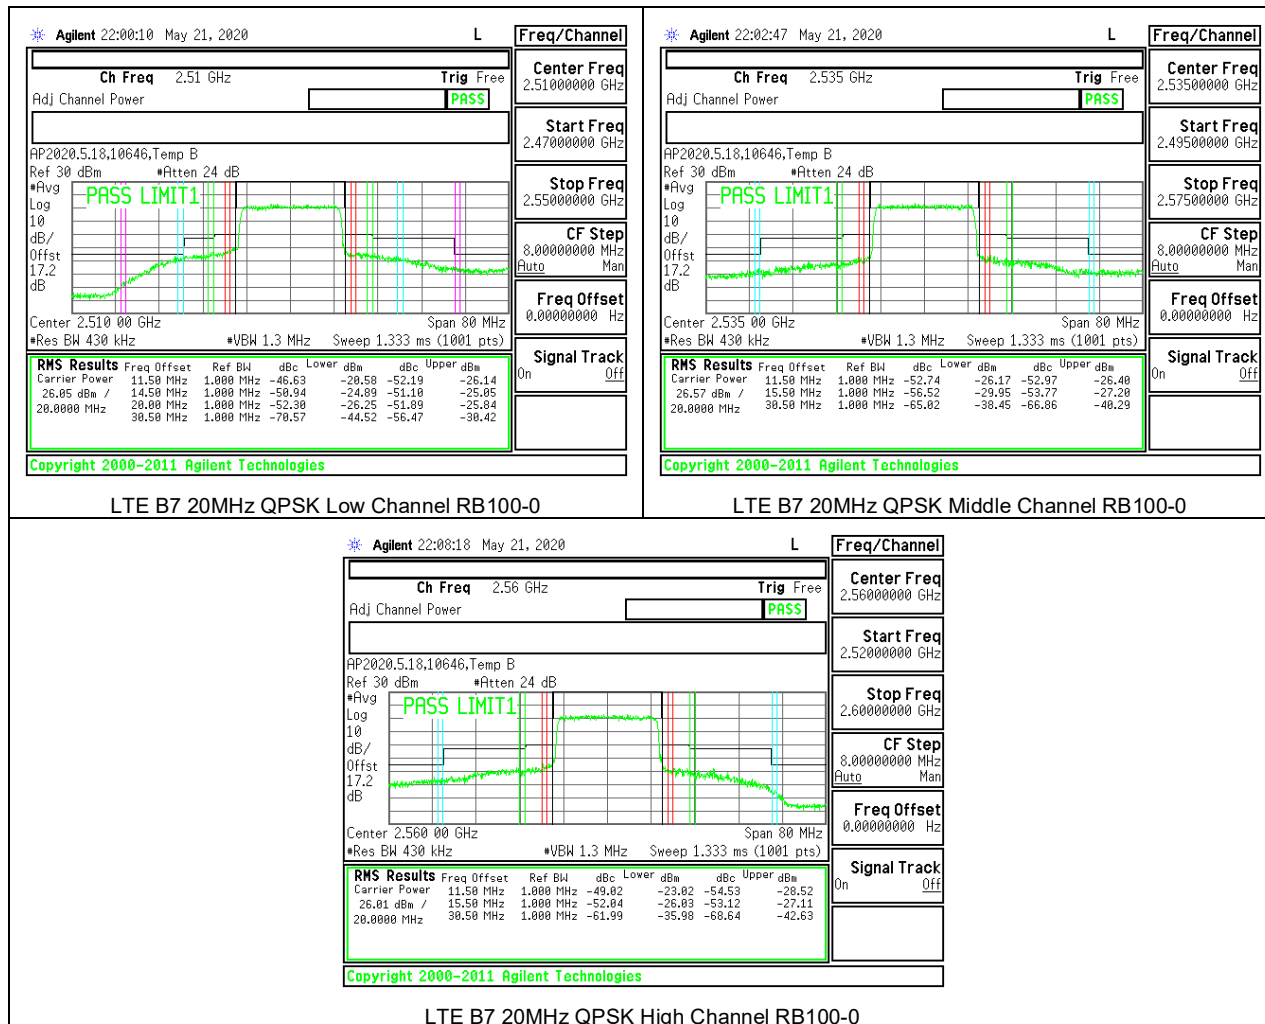 Agilent 22:00:10 May 21, 2020 L Freq/Channel
Ch Freq 2.51 GHz Trig Free
Adj Channel Power PASS
Center Freq
2.51000000 GHz
Start Freq
2.47000000 GHz
Stop Freq
2.55000000 GHz
CF Step
8.00000000 MHz
Auto Man
Freq Offset
0.00000000 Hz
Signal Track
On Off
AP2020.5.18,10646,Temp B
Ref 30 dBm #Atten 24 dB
#Avg
Log
10
dB/
Offst
17.2
dB
PASS LIMIT1
Center 2.510 00 GHz Span 80 MHz
#Res BW 430 kHz #VBW 1.3 MHz Sweep 1.333 ms (1001 pts)
RMS Results Freq Offset Ref BW dBc Lower dBm dBc Upper dBm
Carrier Power 11.50 MHz 1.000 MHz -46.63 -20.58 -52.19 -26.14
26.05 dBm / 14.50 MHz 1.000 MHz -50.94 -24.89 -51.10 -25.05
20.0000 MHz 20.00 MHz 1.000 MHz -52.30 -26.25 -51.89 -25.84
30.50 MHz 1.000 MHz -70.57 -44.52 -56.47 -30.42
Copyright 2000-2011 Agilent Technologies
LTE B7 20MHz QPSK Low Channel RB100-0
Agilent 22:02:47 May 21, 2020 L Freq/Channel
Ch Freq 2.535 GHz Trig Free
Adj Channel Power PASS
Center Freq
2.53500000 GHz
Start Freq
2.49500000 GHz
Stop Freq
2.57500000 GHz
CF Step
8.00000000 MHz
Auto Man
Freq Offset
0.00000000 Hz
Signal Track
On Off
AP2020.5.18,10646,Temp B
Ref 30 dBm #Atten 24 dB
#Avg
Log
10
dB/
Offst
17.2
dB
PASS LIMIT1
Center 2.535 00 GHz Span 80 MHz
#Res BW 430 kHz #VBW 1.3 MHz Sweep 1.333 ms (1001 pts)
RMS Results Freq Offset Ref BW dBc Lower dBm dBc Upper dBm
Carrier Power 11.50 MHz 1.000 MHz -52.74 -26.17 -52.97 -26.40
26.57 dBm / 15.50 MHz 1.000 MHz -56.52 -29.95 -53.77 -27.20
20.0000 MHz 30.50 MHz 1.000 MHz -65.02 -38.45 -66.86 -40.29
Copyright 2000-2011 Agilent Technologies
LTE B7 20MHz QPSK Middle Channel RB100-0
Agilent 22:08:18 May 21, 2020 L Freq/Channel
Ch Freq 2.56 GHz Trig Free
Adj Channel Power PASS
Center Freq
2.56000000 GHz
Start Freq
2.52000000 GHz
Stop Freq
2.60000000 GHz
CF Step
8.00000000 MHz
Auto Man
Freq Offset
0.00000000 Hz
Signal Track
On Off
AP2020.5.18,10646,Temp B
Ref 30 dBm #Atten 24 dB
#Avg
Log
10
dB/
Offst
17.2
dB
PASS LIMIT1
Center 2.560 00 GHz Span 80 MHz
#Res BW 430 kHz #VBW 1.3 MHz Sweep 1.333 ms (1001 pts)
RMS Results Freq Offset Ref BW dBc Lower dBm dBc Upper dBm
Carrier Power 11.50 MHz 1.000 MHz -49.02 -23.02 -54.53 -28.52
26.01 dBm / 15.50 MHz 1.000 MHz -52.04 -26.03 -53.12 -27.11
20.0000 MHz 30.50 MHz 1.000 MHz -61.99 -35.98 -68.64 -42.63
Copyright 2000-2011 Agilent Technologies
LTE B7 20MHz QPSK High Channel RB100-0